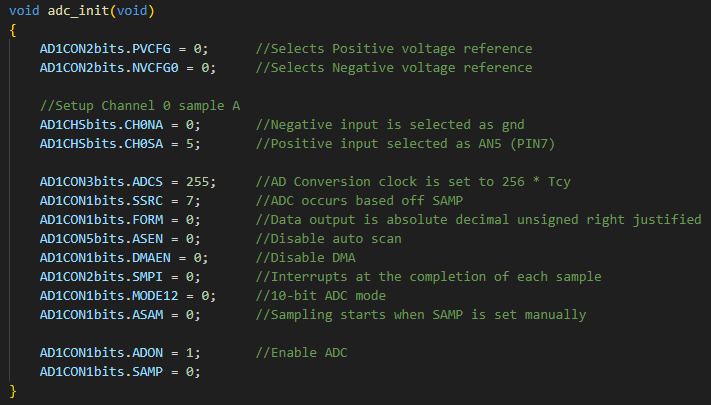 void adc_init(void)
{
    AD1CON2bits.PVCFG = 0;      //Selects Positive voltage reference
    AD1CON2bits.NVCFG0 = 0;     //Selects Negative voltage reference

    //Setup Channel 0 sample A
    AD1CHSbits.CH0NA = 0;       //Negative input is selected as gnd
    AD1CHSbits.CH0SA = 5;       //Positive input selected as AN5 (PIN7)

    AD1CON3bits.ADCS = 255;     //AD Conversion clock is set to 256 * Tcy
    AD1CON1bits.SSRC = 7;       //ADC occurs based off SAMP
    AD1CON1bits.FORM = 0;       //Data output is absolute decimal unsigned right justified
    AD1CON5bits.ASEN = 0;       //Disable auto scan
    AD1CON1bits.DMAEN = 0;      //Disable DMA
    AD1CON2bits.SMPI = 0;       //Interrupts at the completion of each sample
    AD1CON1bits.MODE12 = 0;     //10-bit ADC mode
    AD1CON1bits.ASAM = 0;       //Sampling starts when SAMP is set manually

    AD1CON1bits.ADON = 1;       //Enable ADC
    AD1CON1bits.SAMP = 0;
}